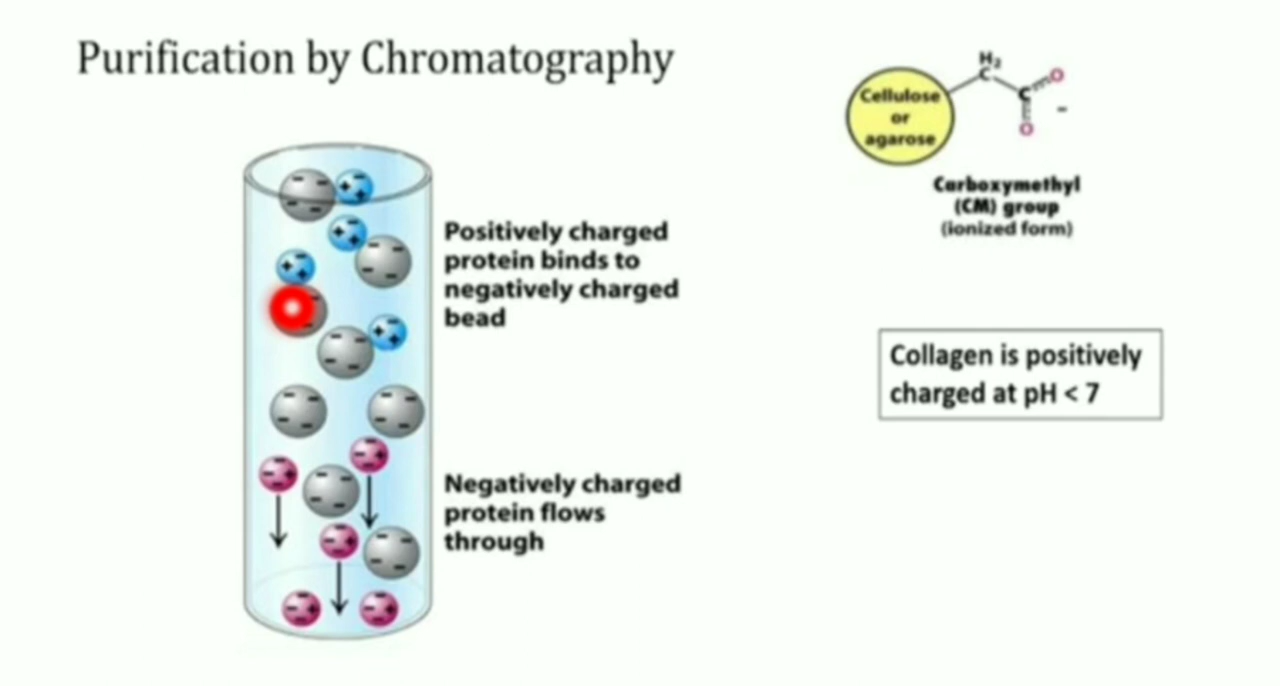 Purification by Chromatography
H2
C
C
O
O
-
Cellulose
or
agarose
Carboxymethyl
(CM) group
(ionized form)
Positively charged
protein binds to
negatively charged
bead
Collagen is positively
charged at pH < 7
Negatively charged
protein flows
through